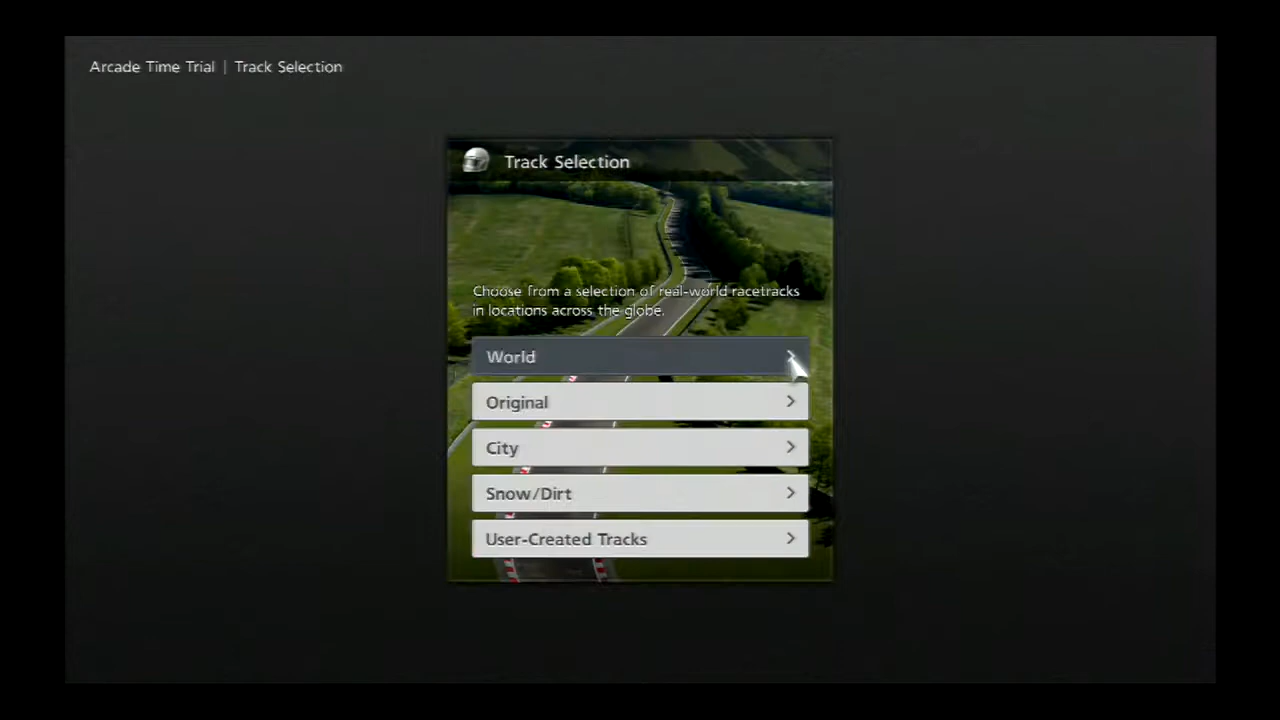 Arcade Time Trial | Track Selection
Track Selection
Choose from a selection of real-world racetracks
in locations across the globe.
World
Original
City
Snow/Dirt
User-Created Tracks